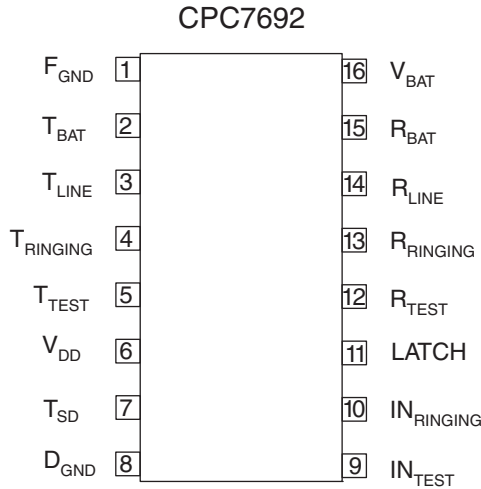 CPC7692
F_GND 1 16 V_BAT
T_BAT 2 15 R_BAT
T_LINE 3 14 R_LINE
T_RINGING 4 13 R_RINGING
T_TEST 5 12 R_TEST
V_DD 6 11 LATCH
T_SD 7 10 IN_RINGING
D_GND 8 9 IN_TEST